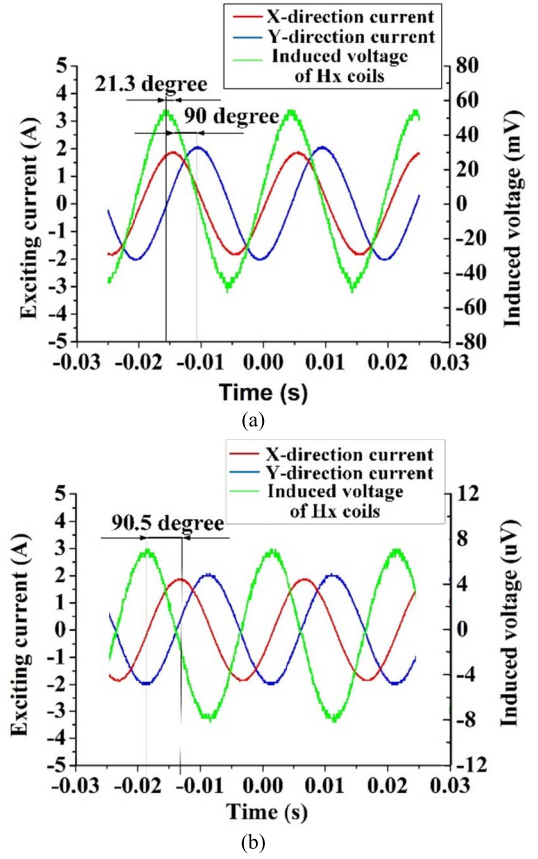 X-direction current
Y-direction current
Induced voltage
of Hx coils
21.3 degree
90 degree
5
4
3
2
1
0
-1
-2
-3
-4
-5
Exciting current (A)
80
60
40
20
0
-20
-40
-60
-80
Induced voltage (mV)
-0.03 -0.02 -0.01 0.00 0.01 0.02 0.03
Time (s)
(a)
X-direction current
Y-direction current
Induced voltage
of Hx coils
90.5 degree
5
4
3
2
1
0
-1
-2
-3
-4
-5
Exciting current (A)
12
8
4
0
-4
-8
-12
Induced voltage (uV)
-0.03 -0.02 -0.01 0.00 0.01 0.02 0.03
Time (s)
(b)